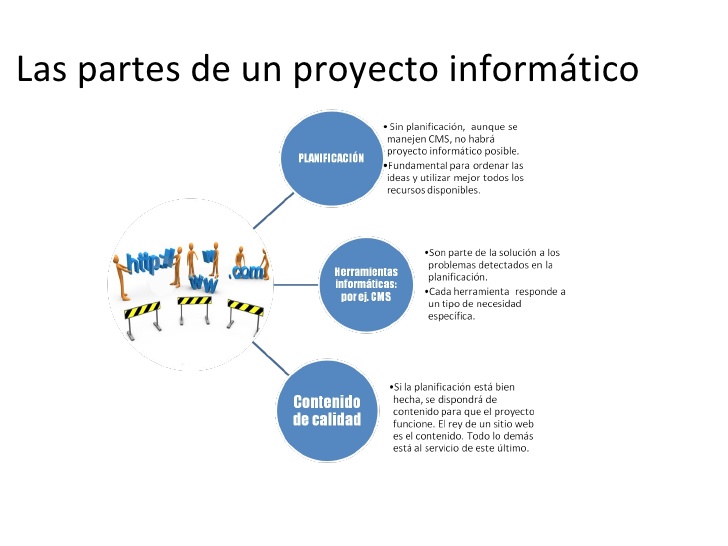 Las partes de un proyecto informático
PLANIFICACIÓN
• Sin planificación, aunque se
manejen CMS, no habrá
proyecto informático posible.
•Fundamental para ordenar las
ideas y utilizar mejor todos los
recursos disponibles.
http://
w
ww
.com
Herramientas
informáticas:
por ej. CMS
•Son parte de la solución a los
problemas detectados en la
planificación.
•Cada herramienta responde a
un tipo de necesidad
específica.
Contenido
de calidad
•Si la planificación está bien
hecha, se dispondrá de
contenido para que el proyecto
funcione. El rey de un sitio web
es el contenido. Todo lo demás
está al servicio de este último.